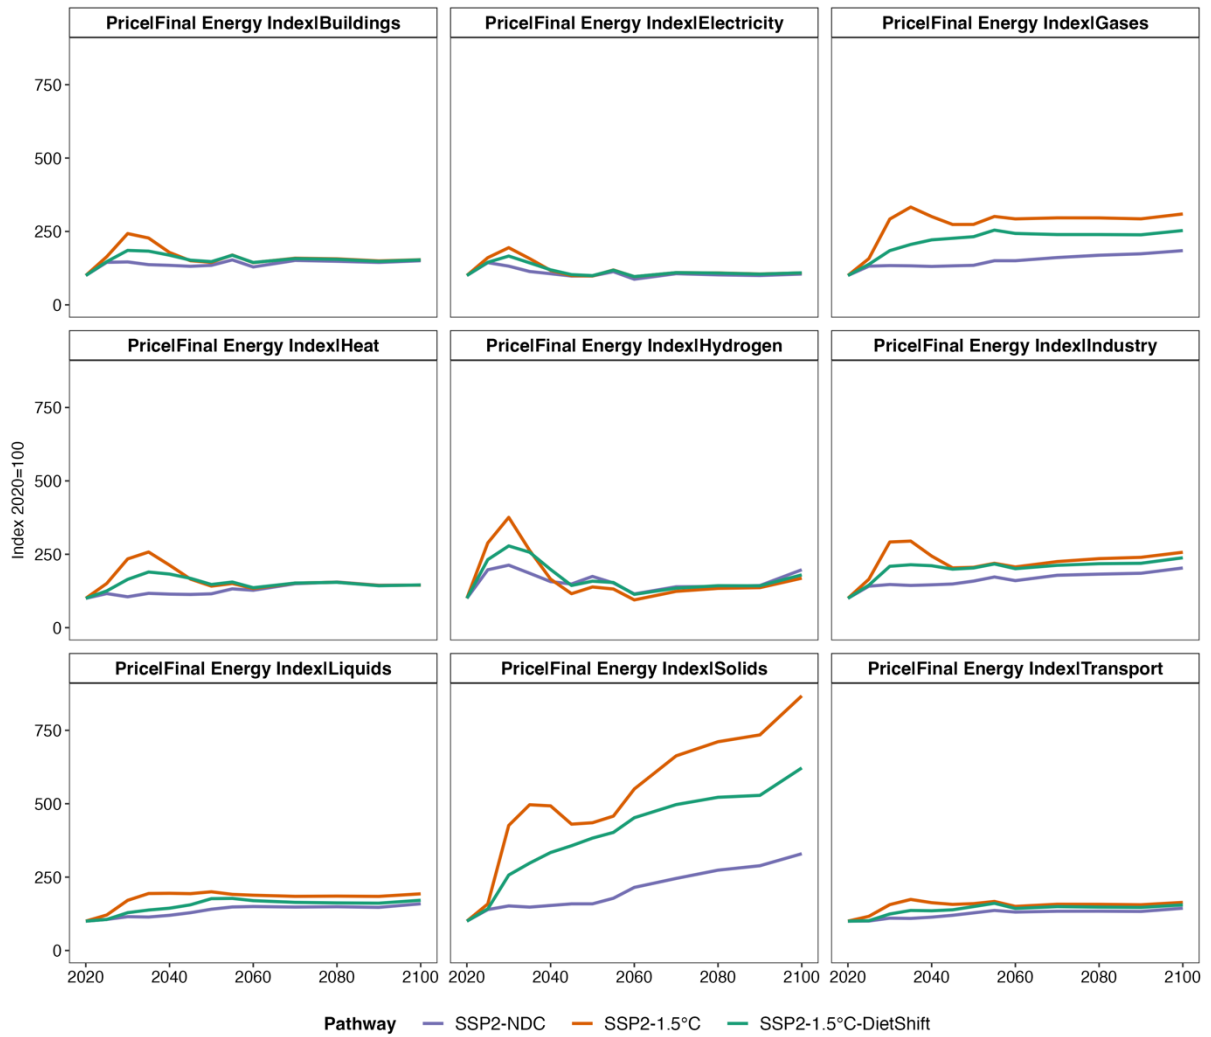 Price|Final Energy Index|Buildings
Price|Final Energy Index|Electricity
Price|Final Energy Index|Gases
750
500
250
0
Price|Final Energy Index|Heat
Price|Final Energy Index|Hydrogen
Price|Final Energy Index|Industry
Index 2020=100
750
500
250
0
Price|Final Energy Index|Liquids
Price|Final Energy Index|Solids
Price|Final Energy Index|Transport
750
500
250
0
2020 2040 2060 2080 2100
2020 2040 2060 2080 2100
2020 2040 2060 2080 2100
Pathway SSP2-NDC SSP2-1.5°C SSP2-1.5°C-DietShift